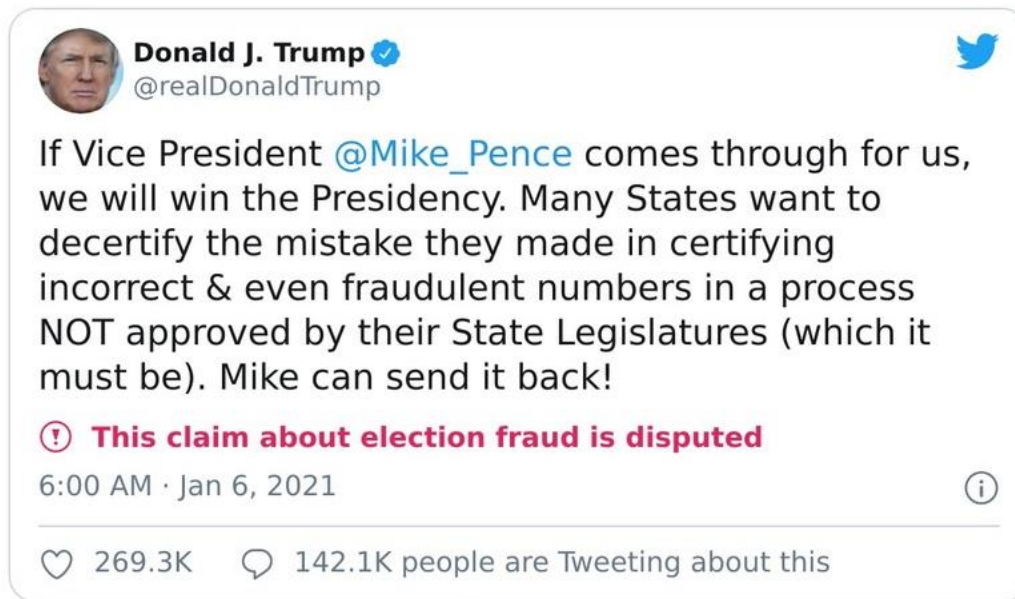 Donald J. Trump
@realDonaldTrump
If Vice President @Mike_Pence comes through for us,
we will win the Presidency. Many States want to
decertify the mistake they made in certifying
incorrect & even fraudulent numbers in a process
NOT approved by their State Legislatures (which it
must be). Mike can send it back!
This claim about election fraud is disputed
6:00 AM · Jan 6, 2021
269.3K 142.1K people are Tweeting about this